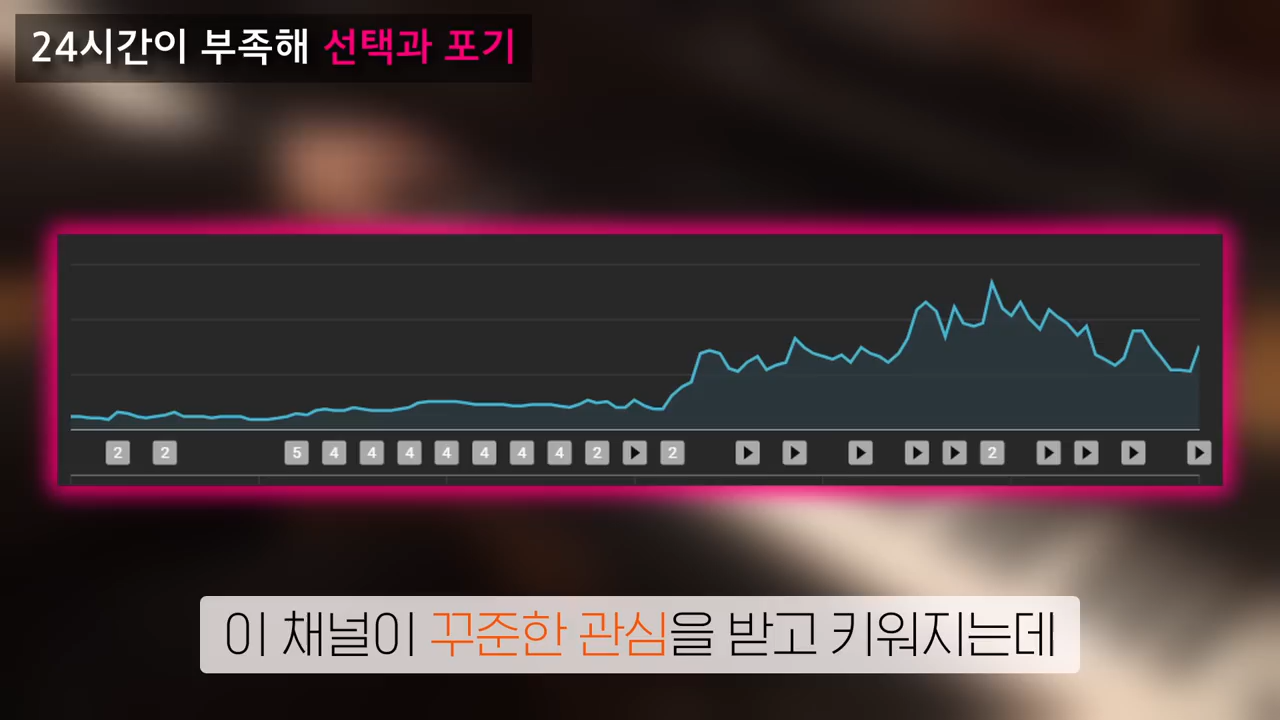 24시간이 부족해 선택과 포기
2 2 5 4 4 4 4 4 4 4 2 2 2
이 채널이 꾸준한 관심을 받고 키워지는데